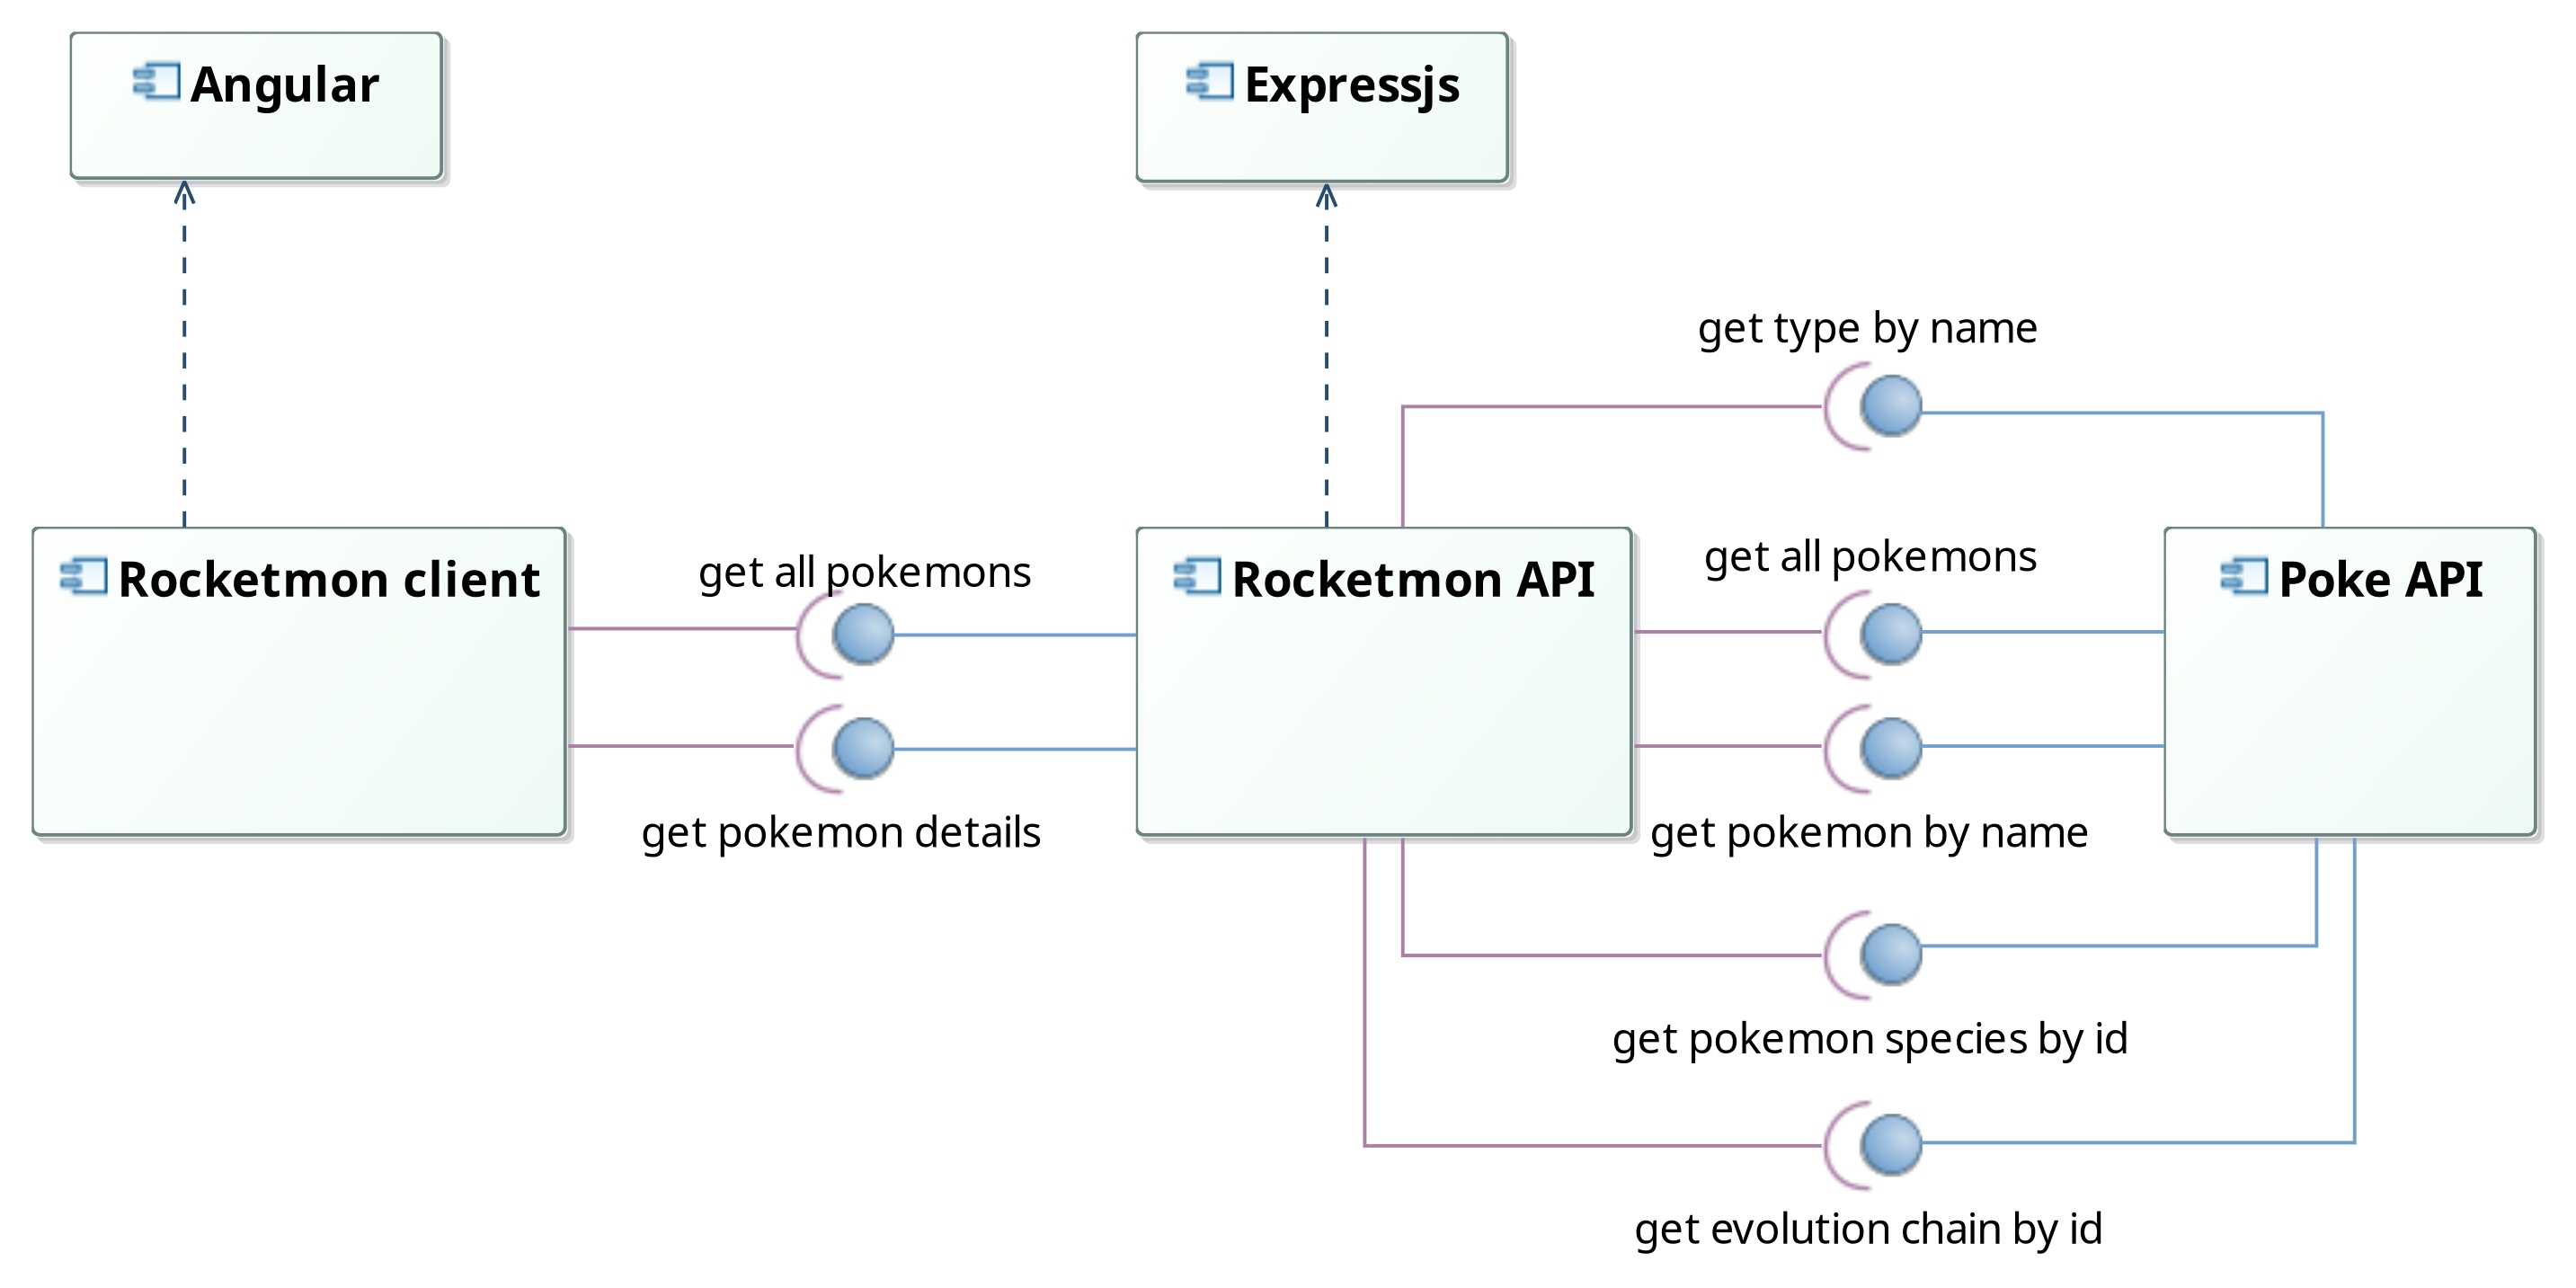 Angular
Expressjs
get type by name
Rocketmon client
get all pokemons
Rocketmon API
get all pokemons
Poke API
get pokemon details
get pokemon by name
get pokemon species by id
get evolution chain by id